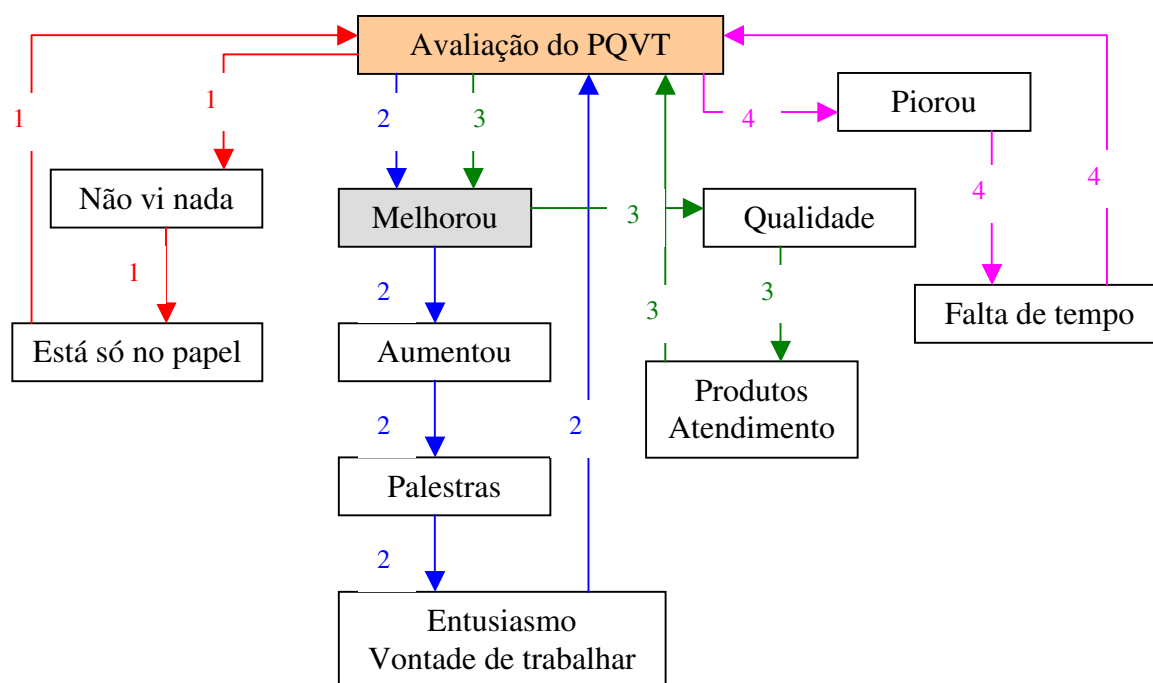 Avaliação do PQVT
Piorou
1
1
2
3
4
Não vi nada
Melhorou
3
Qualidade
4
4
1
2
3
3
Está só no papel
Aumentou
Falta de tempo
2
2
Produtos
Atendimento
Palestras
2
Entusiasmo
Vontade de trabalhar